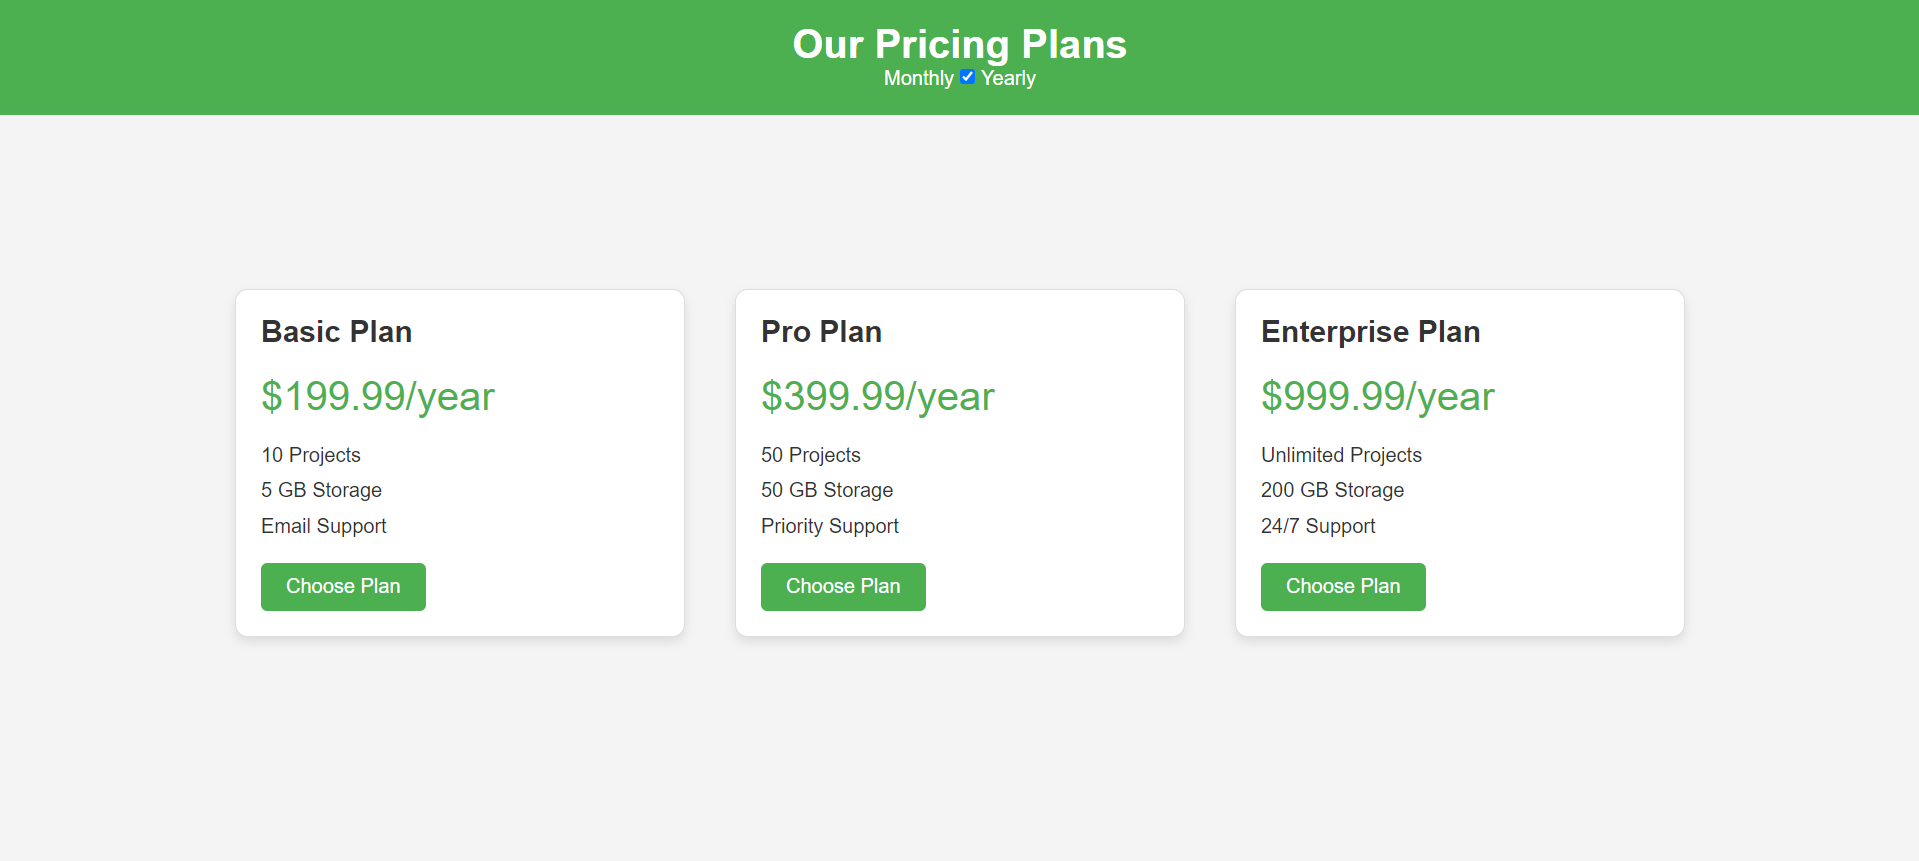 Our Pricing Plans
Monthly Yearly
Basic Plan
$199.99/year
10 Projects
5 GB Storage
Email Support
Choose Plan
Pro Plan
$399.99/year
50 Projects
50 GB Storage
Priority Support
Choose Plan
Enterprise Plan
$999.99/year
Unlimited Projects
200 GB Storage
24/7 Support
Choose Plan